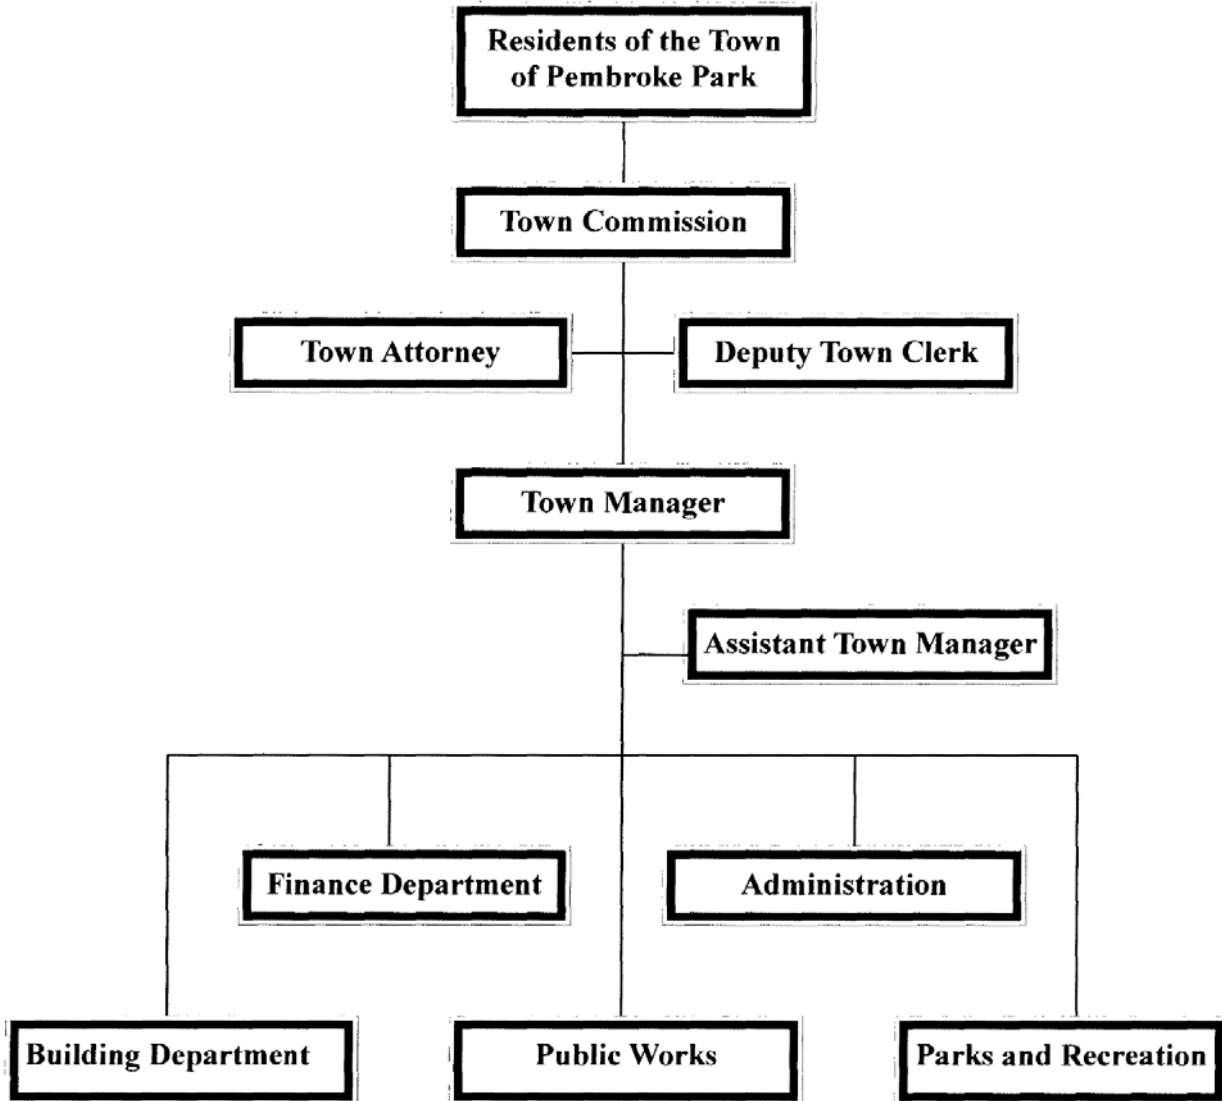 Residents of the Town
of Pembroke Park
Town Commission
Town Attorney
Deputy Town Clerk
Town Manager
Assistant Town Manager
Finance Department
Administration
Building Department
Public Works
Parks and Recreation